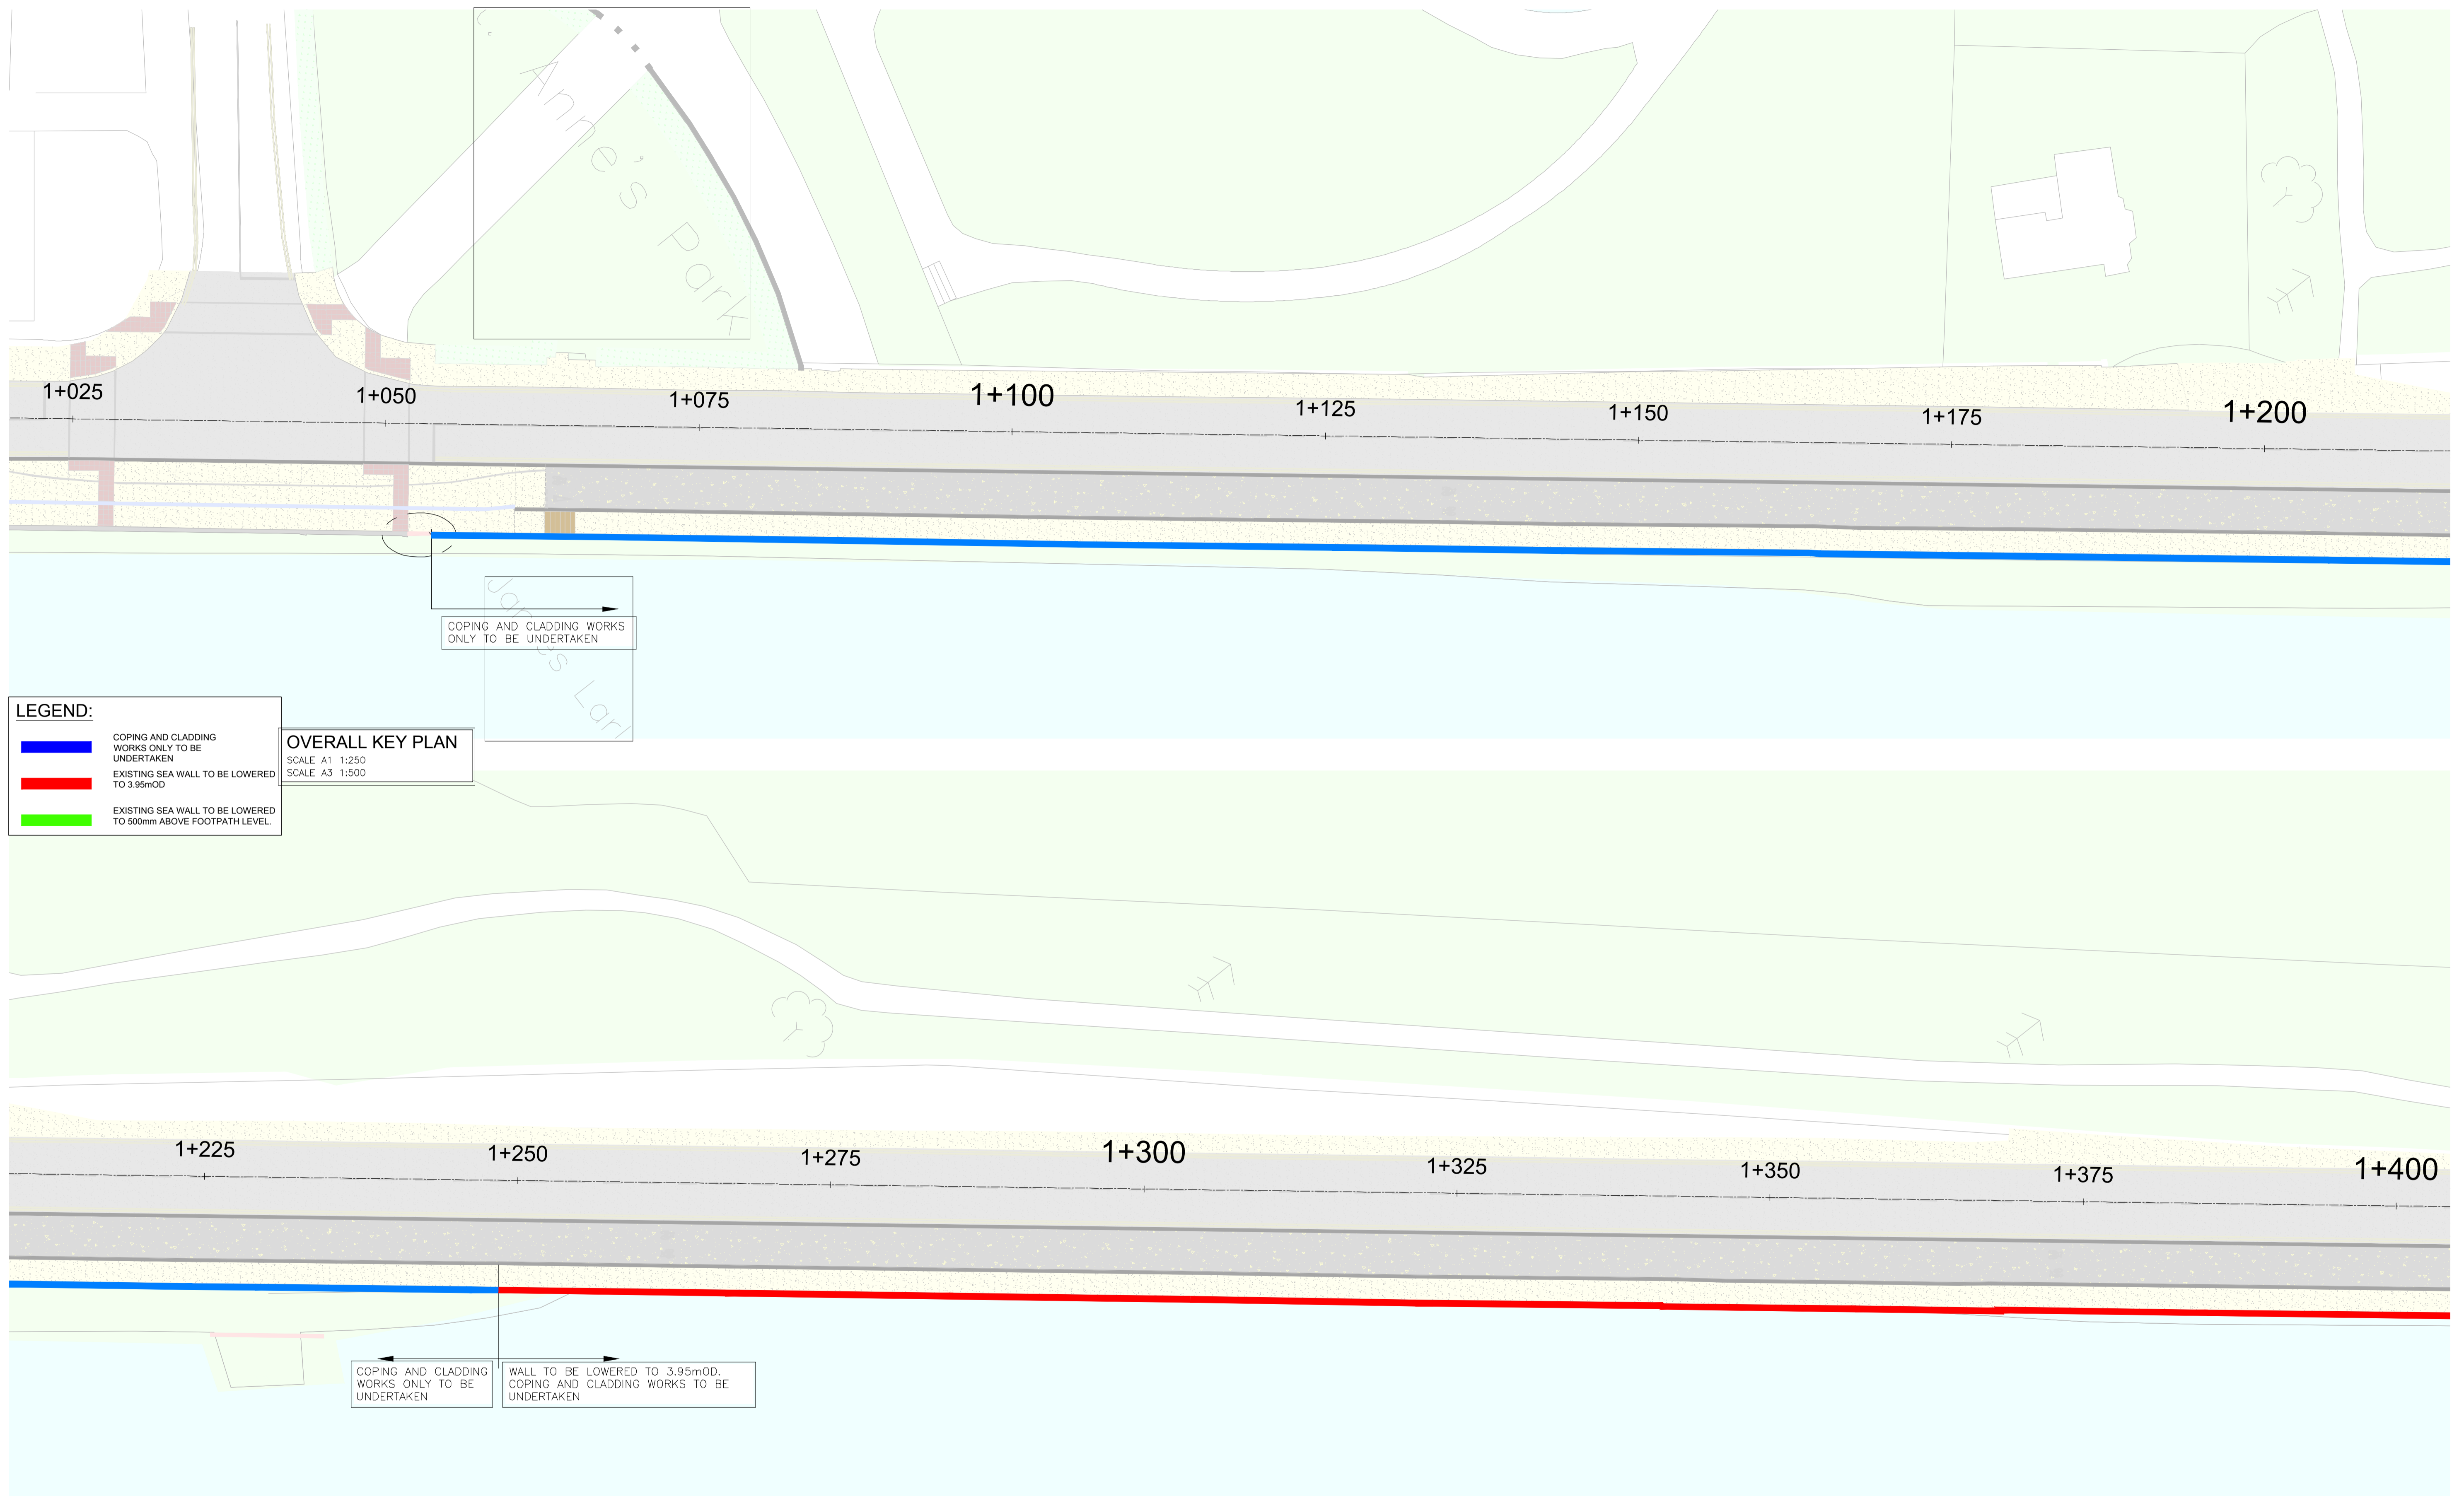 Anne's Park
1+025
1+050
1+075
1+100
1+125
1+150
1+175
1+200
COPING AND CLADDING WORKS
ONLY TO BE UNDERTAKEN
James Larkin
LEGEND:
COPING AND CLADDING
WORKS ONLY TO BE
UNDERTAKEN
EXISTING SEA WALL TO BE LOWERED
TO 3.95mOD
EXISTING SEA WALL TO BE LOWERED
TO 500mm ABOVE FOOTPATH LEVEL.
OVERALL KEY PLAN
SCALE A1 1:250
SCALE A3 1:500
1+225
1+250
1+275
1+300
1+325
1+350
1+375
1+400
COPING AND CLADDING
WORKS ONLY TO BE
UNDERTAKEN
WALL TO BE LOWERED TO 3.95mOD.
COPING AND CLADDING WORKS TO BE
UNDERTAKEN